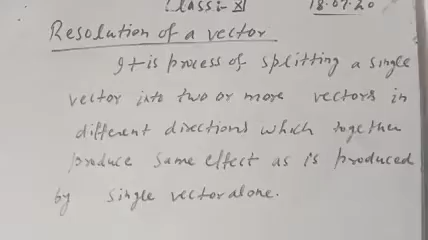 Class:- XI
18.07.20
Resolution of a vector
It is process of splitting a single
vector into two or more vectors in
different directions which together
produce same effect as is produced
by single vector alone.